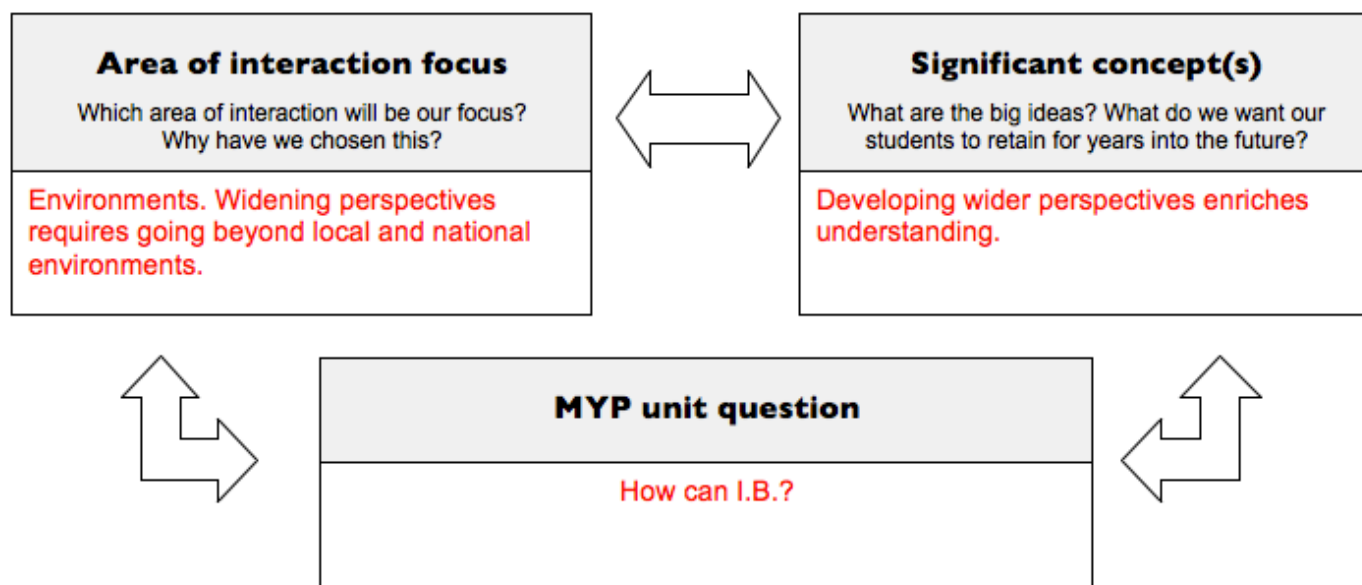 Area of interaction focus
Which area of interaction will be our focus?
Why have we chosen this?
Environments. Widening perspectives
requires going beyond local and national
environments.
Significant concept(s)
What are the big ideas? What do we want our
students to retain for years into the future?
Developing wider perspectives enriches
understanding.
MYP unit question
How can I.B.?